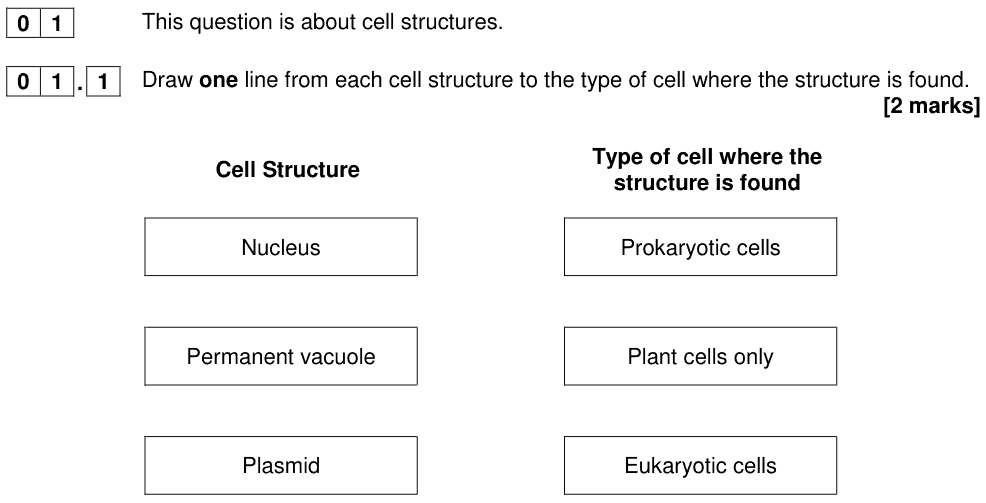 0 1 This question is about cell structures.
0 1 . 1 Draw one line from each cell structure to the type of cell where the structure is found.
[2 marks]
Cell Structure
Type of cell where the
structure is found
Nucleus
Prokaryotic cells
Permanent vacuole
Plant cells only
Plasmid
Eukaryotic cells